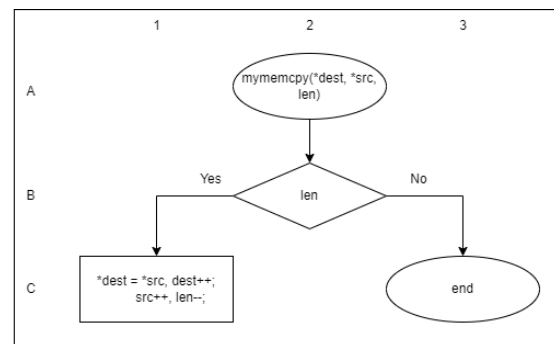 1 2 3
A
mymemcpy(*dest, *src,
len)
Yes
No
B
len
C
*dest = *src, dest++;
src++, len--;
end